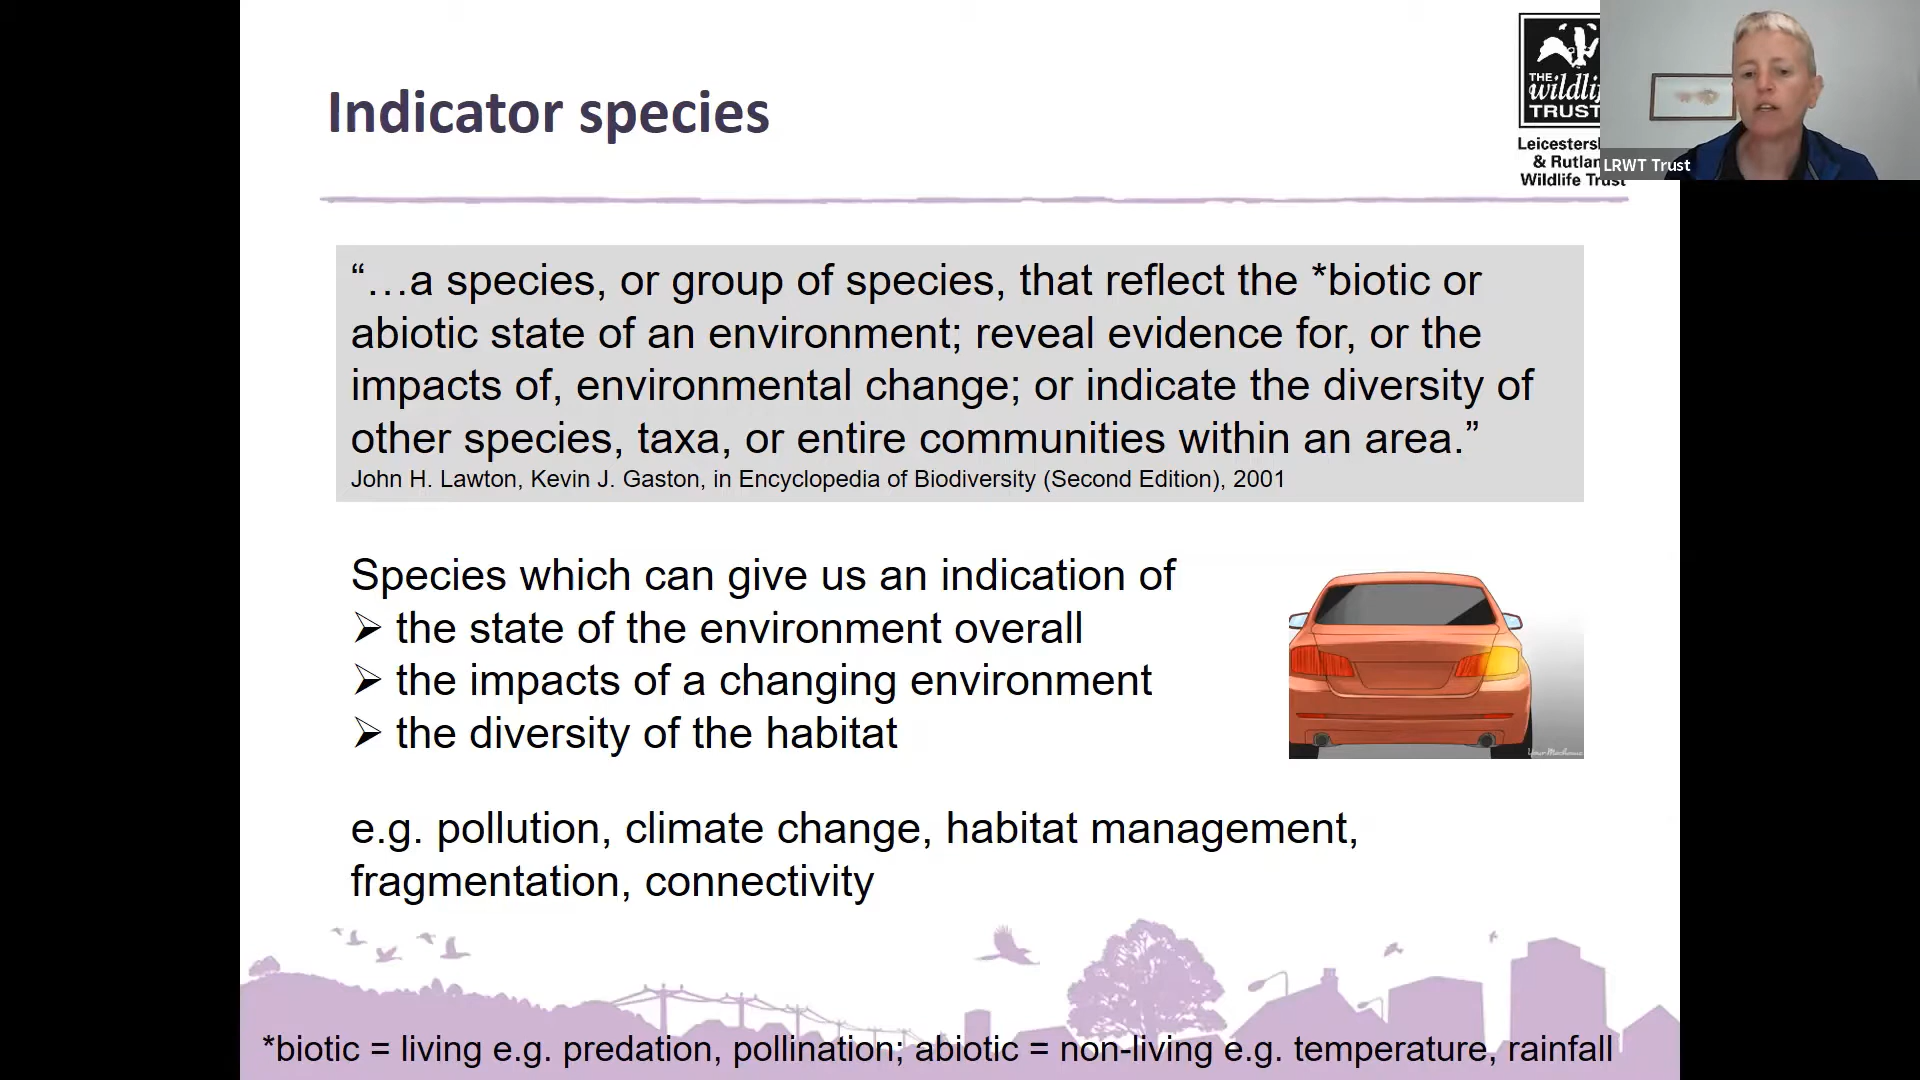 Indicator species
THE
wildli
TRUST
Leicesters
& Rutlan
Wildlife Trust
LRWT Trust
“…a species, or group of species, that reflect the *biotic or
abiotic state of an environment; reveal evidence for, or the
impacts of, environmental change; or indicate the diversity of
other species, taxa, or entire communities within an area.”
John H. Lawton, Kevin J. Gaston, in Encyclopedia of Biodiversity (Second Edition), 2001
Species which can give us an indication of
➢ the state of the environment overall
➢ the impacts of a changing environment
➢ the diversity of the habitat
e.g. pollution, climate change, habitat management,
fragmentation, connectivity
*biotic = living e.g. predation, pollination; abiotic = non-living e.g. temperature, rainfall